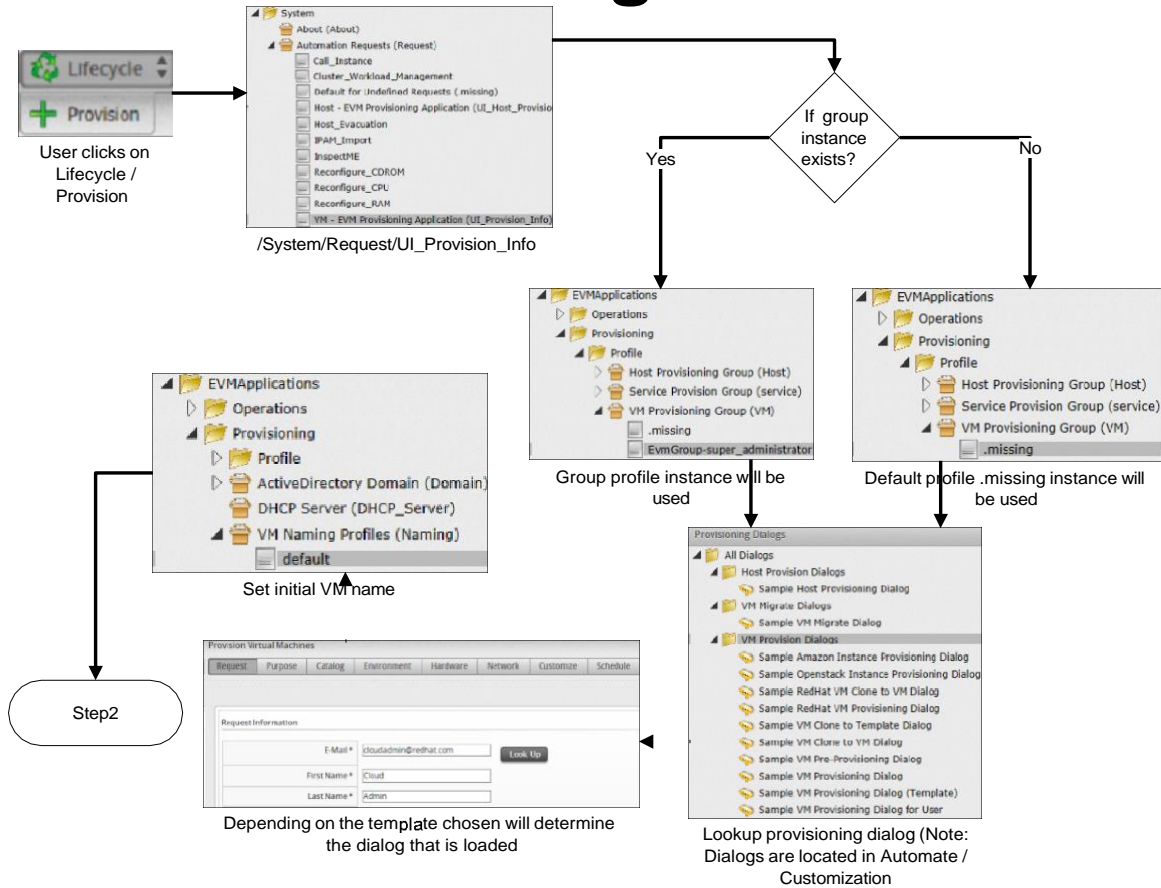 Lifecycle
Provision
User clicks on
Lifecycle /
Provision
System
About (About)
Automation Requests (Request)
Call_Instance
Cluster_Workload_Management
Default for Undefined Requests (.missing)
Host - EVM Provisioning Application (UI_Host_Provisio
Host_Evacuation
IPAM_Import
InspectME
Reconfigure_CDROM
Reconfigure_CPU
Reconfigure_RAM
VM - EVM Provisioning Application (UI_Provision_Info)
/System/Request/UI_Provision_Info
If group
instance
exists?
Yes
No
EVMApplications
Operations
Provisioning
Profile
Host Provisioning Group (Host)
Service Provision Group (service)
VM Provisioning Group (VM)
.missing
EvmGroup-super_administrator
Group profile instance will be
used
EVMApplications
Operations
Provisioning
Profile
Host Provisioning Group (Host)
Service Provision Group (service)
VM Provisioning Group (VM)
.missing
Default profile .missing instance will
be used
EVMApplications
Operations
Provisioning
Profile
ActiveDirectory Domain (Domain)
DHCP Server (DHCP_Server)
VM Naming Profiles (Naming)
default
Set initial VM name
Step2
Provision Virtual Machines
Request Purpose Catalog Environment Hardware Network Customize Schedule
Request Information
E-Mail * cloudadmin@redhat.com Look Up
First Name * Cloud
Last Name * Admin
Depending on the template chosen will determine
the dialog that is loaded
Provisioning Dialogs
All Dialogs
Host Provision Dialogs
Sample Host Provisioning Dialog
VM Migrate Dialogs
Sample VM Migrate Dialog
VM Provision Dialogs
Sample Amazon Instance Provisioning Dialog
Sample Openstack Instance Provisioning Dialog
Sample RedHat VM Clone to VM Dialog
Sample RedHat VM Provisioning Dialog
Sample VM Clone to Template Dialog
Sample VM Clone to VM Dialog
Sample VM Pre-Provisioning Dialog
Sample VM Provisioning Dialog
Sample VM Provisioning Dialog (Template)
Sample VM Provisioning Dialog for User
Lookup provisioning dialog (Note:
Dialogs are located in Automate /
Customization